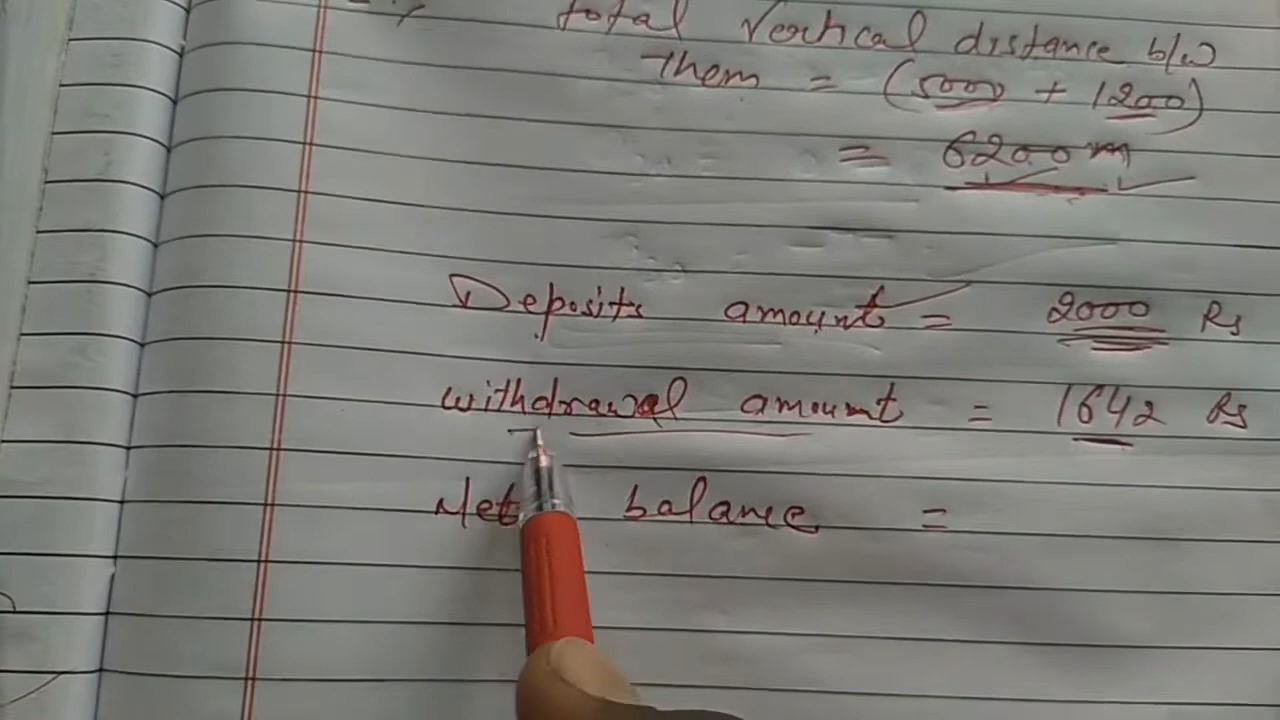 total Vertical distance b/w
them = (5000 + 1200)
= 6200 m
Deposits amount = 2000 Rs
withdrawal amount = 1642 Rs
Net balance =